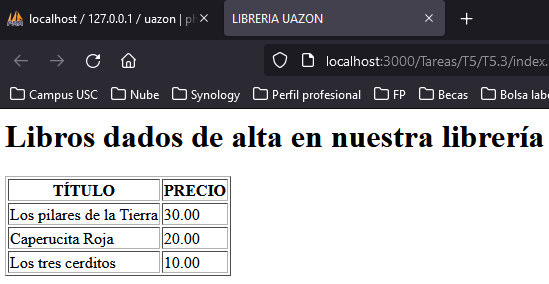 localhost / 127.0.0.1 / uazon | pl
LIBRERIA UAZON
localhost:3000/Tareas/T5/T5.3/index.
Campus USC Nube Synology Perfil profesional FP Becas Bolsa labo
Libros dados de alta en nuestra librería
TÍTULO PRECIO
Los pilares de la Tierra 30.00
Caperucita Roja 20.00
Los tres cerditos 10.00